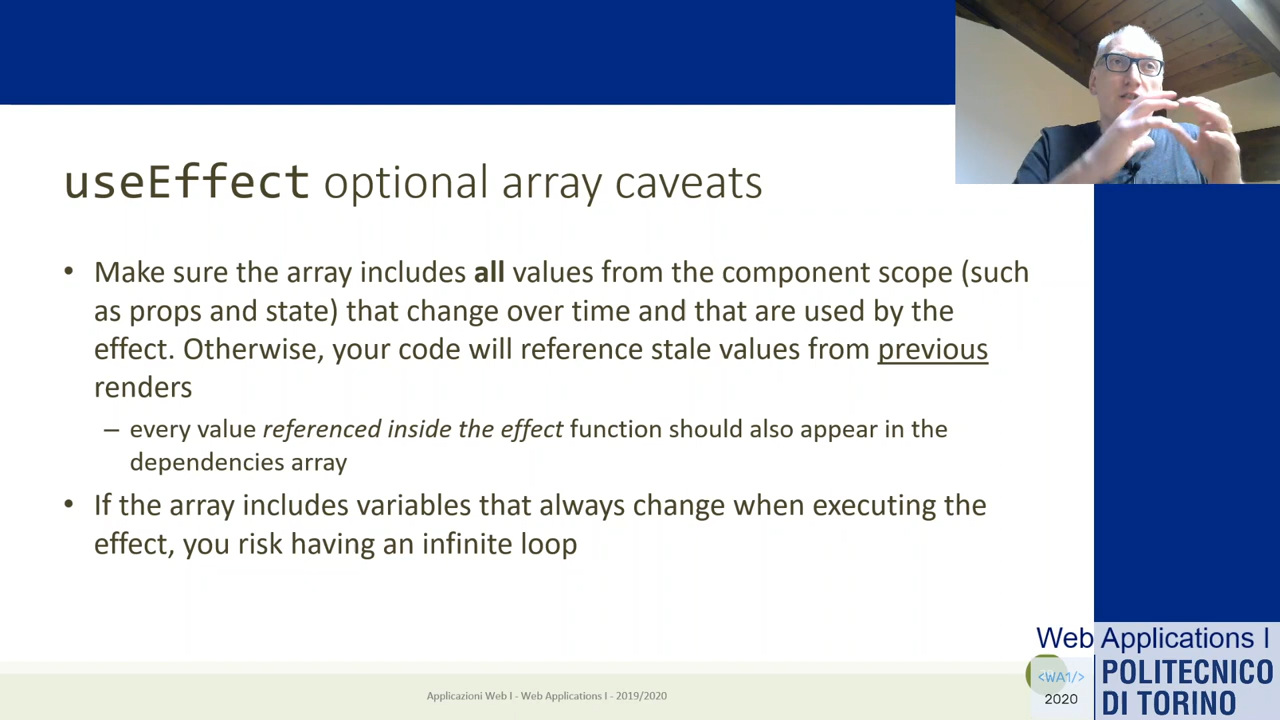 useEffect optional array caveats
• Make sure the array includes all values from the component scope (such
as props and state) that change over time and that are used by the
effect. Otherwise, your code will reference stale values from previous
renders
– every value referenced inside the effect function should also appear in the
dependencies array
• If the array includes variables that always change when executing the
effect, you risk having an infinite loop
Applicazioni Web I - Web Applications I - 2019/2020
Web Applications I
<WA1/>
2020
POLITECNICO
DI TORINO